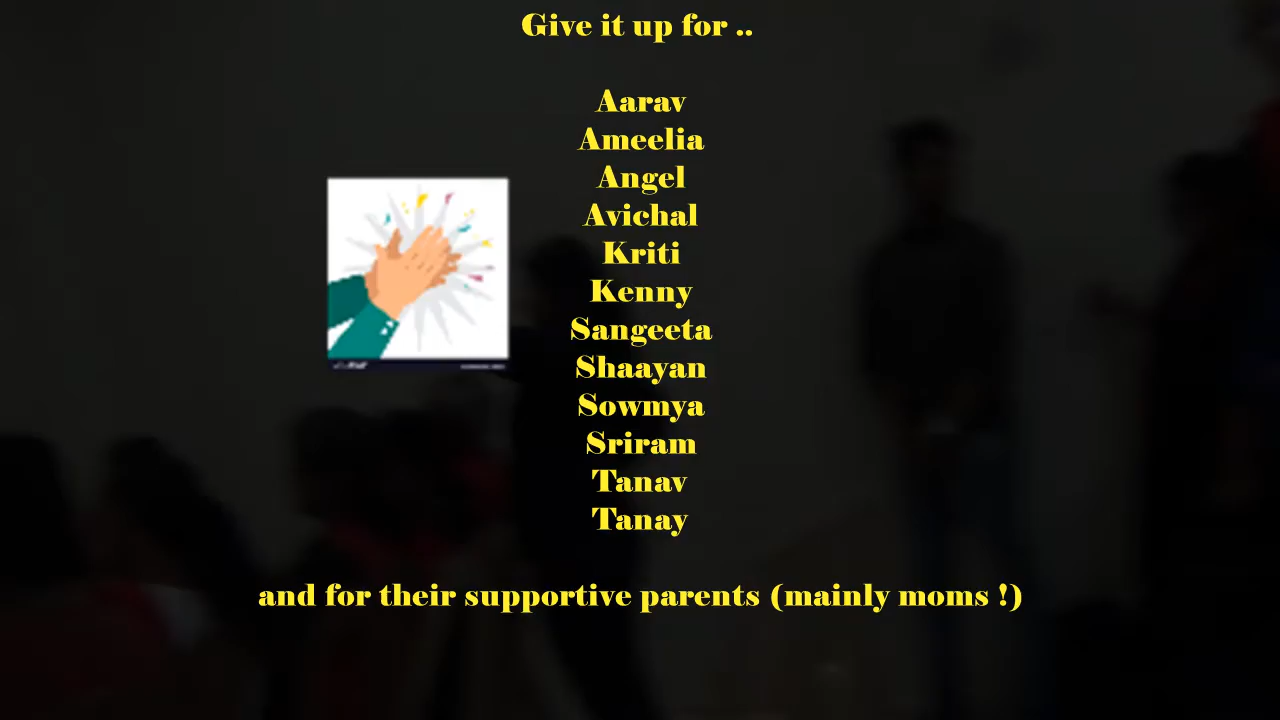 Give it up for ..
Aarav
Ameelia
Angel
Avichal
Kriti
Kenny
Sangeeta
Shaayan
Sowmya
Sriram
Tanav
Tanay
and for their supportive parents (mainly moms !)